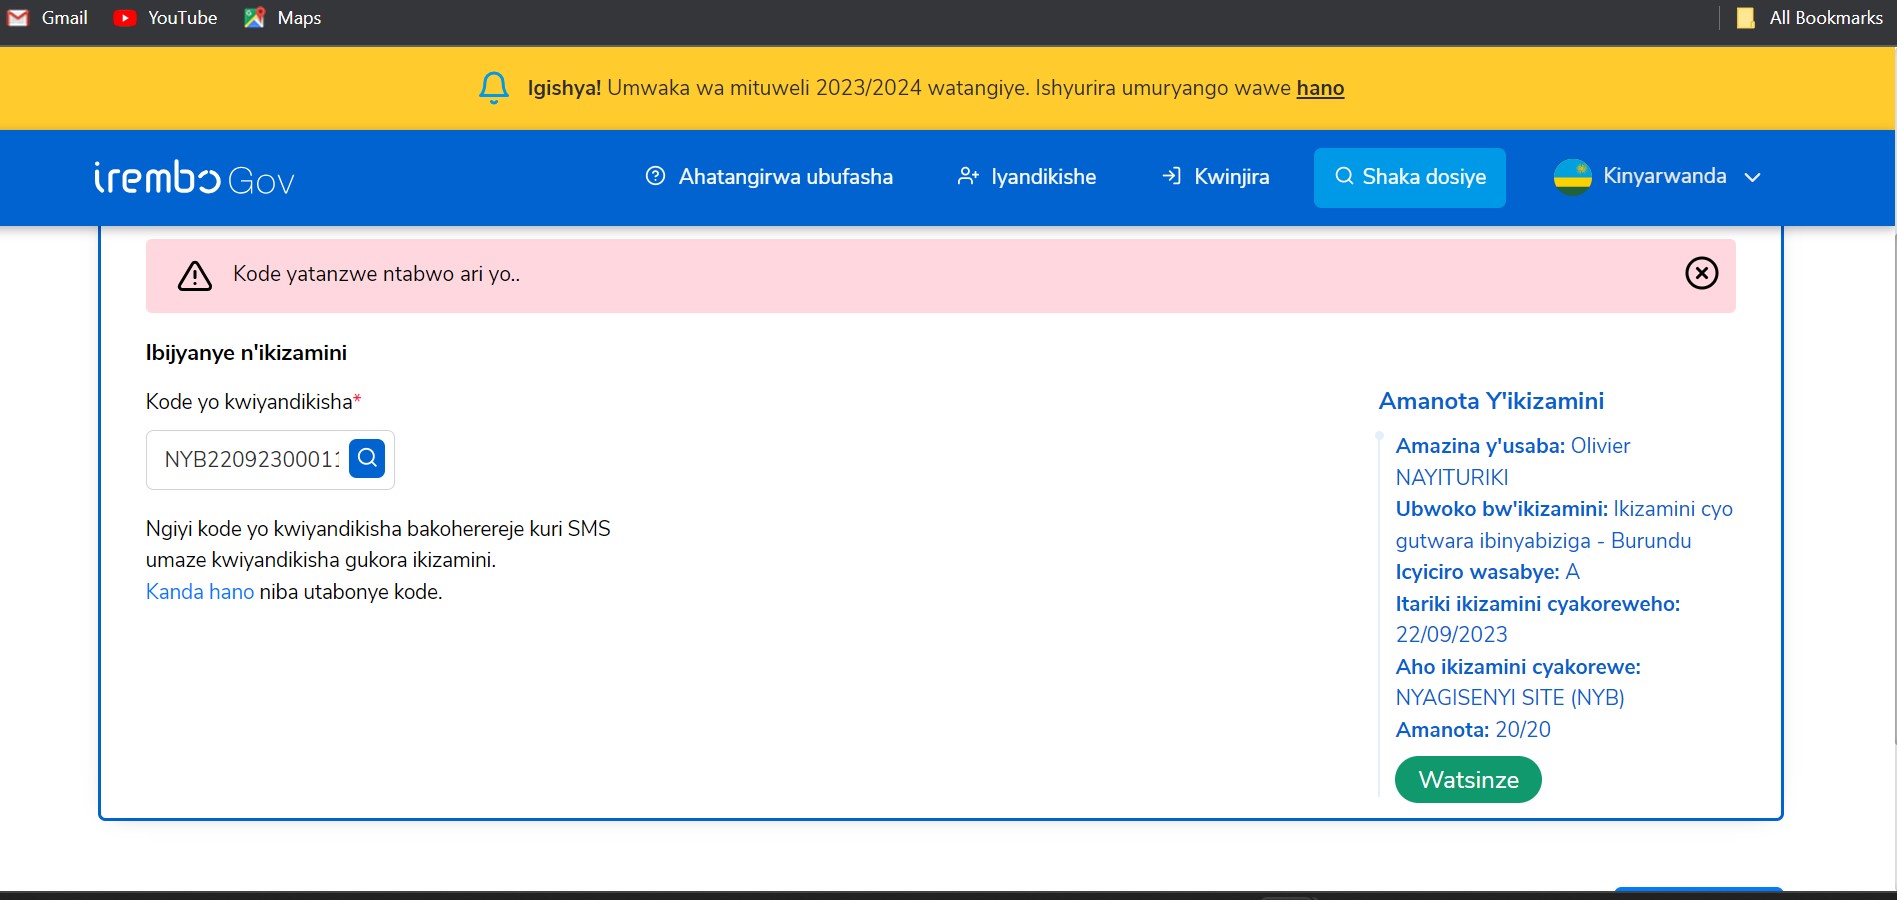 Gmail YouTube Maps All Bookmarks
Igishya! Umwaka wa mituweli 2023/2024 watangiye. Ishyurira umuryango wawe hano
irembo Gov Ahatangirwa ubufasha Iyandikishe Kwinjira Shaka dosiye Kinyarwanda
Kode yatanzwe ntabwo ari yo..
Ibijyanye n'ikizamini
Kode yo kwiyandikisha*
NYB22092300011
Ngiyi kode yo kwiyandikisha bakoherereje kuri SMS
umaze kwiyandikisha gukora ikizamini.
Kanda hano niba utabonye kode.
Amanota Y'ikizamini
Amazina y'usaba: Olivier
NAYITURIKI
Ubwoko bw'ikizamini: Ikizamini cyo
gutwara ibinyabiziga - Burundu
Icyiciro wasabye: A
Itariki ikizamini cyakoreweho:
22/09/2023
Aho ikizamini cyakorewe:
NYAGISENYI SITE (NYB)
Amanota: 20/20
Watsinze